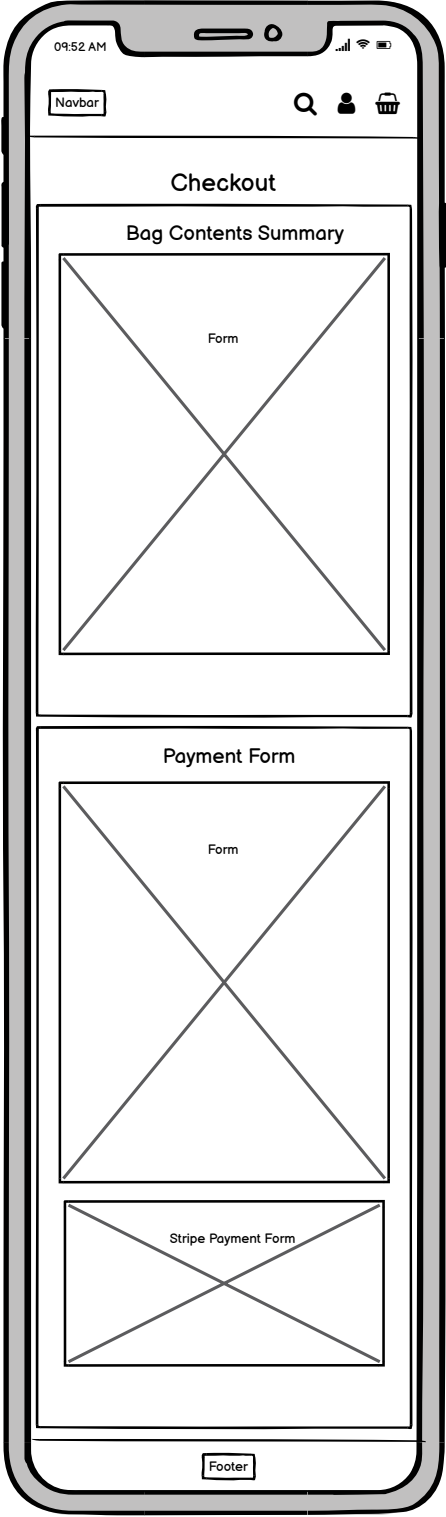 09:52 AM
Navbar
Checkout
Bag Contents Summary
Form
Payment Form
Form
Stripe Payment Form
Footer